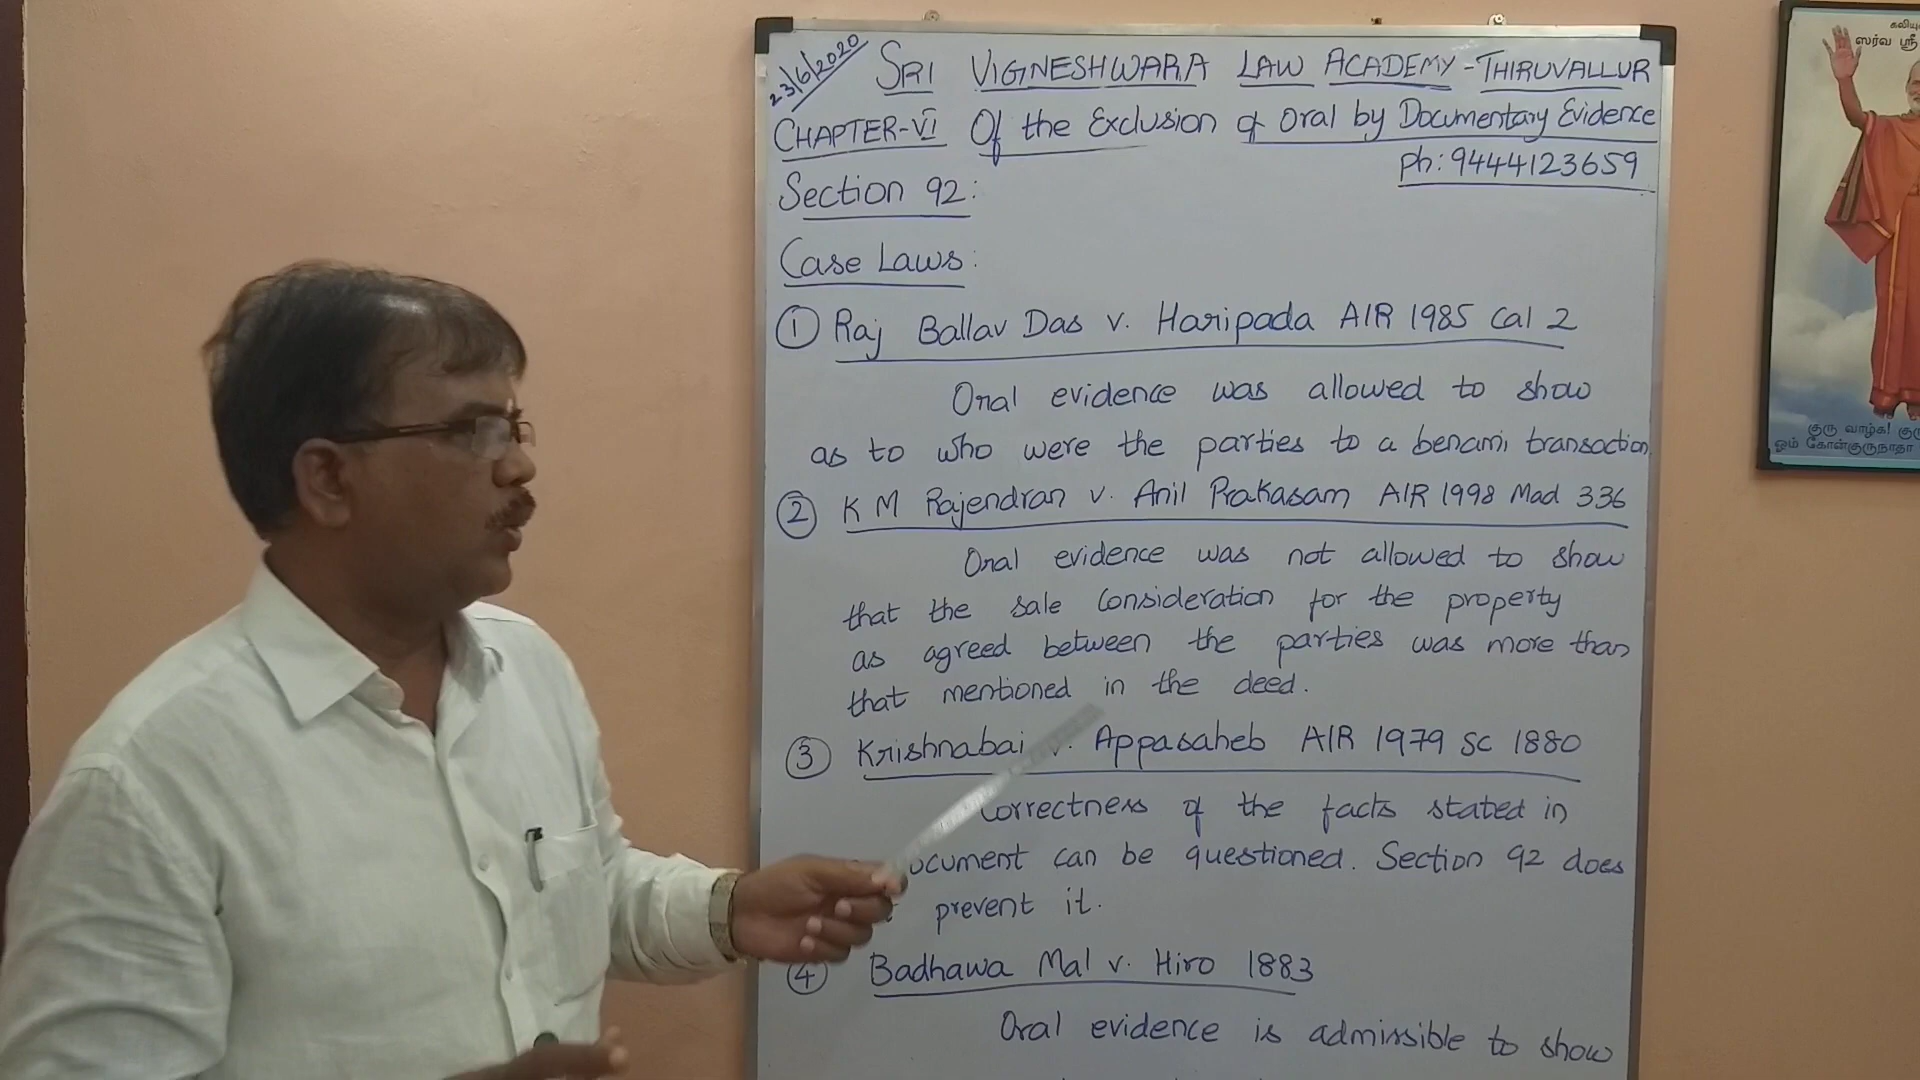 23/6/2020
SRI VIGNESHWARA LAW ACADEMY - THIRUVALLUR
CHAPTER-VI Of the Exclusion of Oral by Documentary Evidence
Ph: 9444123659
Section 92:
Case Laws:
① Raj Ballav Das v. Haripada AIR 1985 Cal 2
Oral evidence was allowed to show
as to who were the parties to a benami transaction.
② K M Rajendran v. Anil Prakasam AIR 1998 Mad 336
Oral evidence was not allowed to show
that the sale consideration for the property
as agreed between the parties was more than
that mentioned in the deed.
③ Krishnabai v. Appasaheb AIR 1979 SC 1880
Correctness of the facts stated in
ocument can be questioned. Section 92 does
prevent it.
④ Badhawa Mal v. Hiro 1883
Oral evidence is admissible to show
ஸர்வ ஸ்ரீ
குரு வாழ்க! குரு
ஓம் கோன்குருநாதா